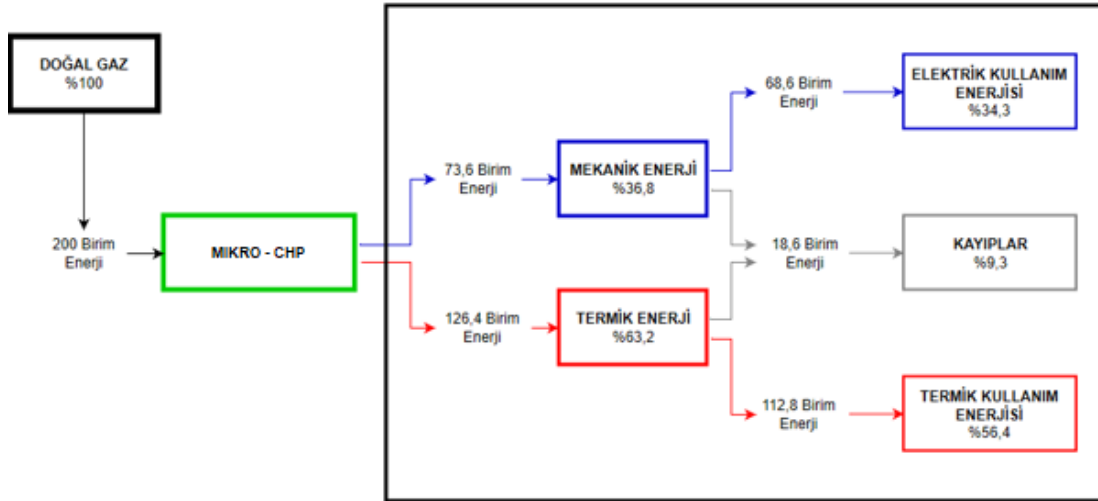 DOĞAL GAZ
%100
200 Birim
Enerji
MIKRO - CHP
73,6 Birim
Enerji
MEKANİK ENERJİ
%36,8
126,4 Birim
Enerji
TERMİK ENERJİ
%63,2
68,6 Birim
Enerji
ELEKTRİK KULLANIM
ENERJİSİ
%34,3
18,6 Birim
Enerji
KAYIPLAR
%9,3
112,8 Birim
Enerji
TERMİK KULLANIM
ENERJİSİ
%56,4